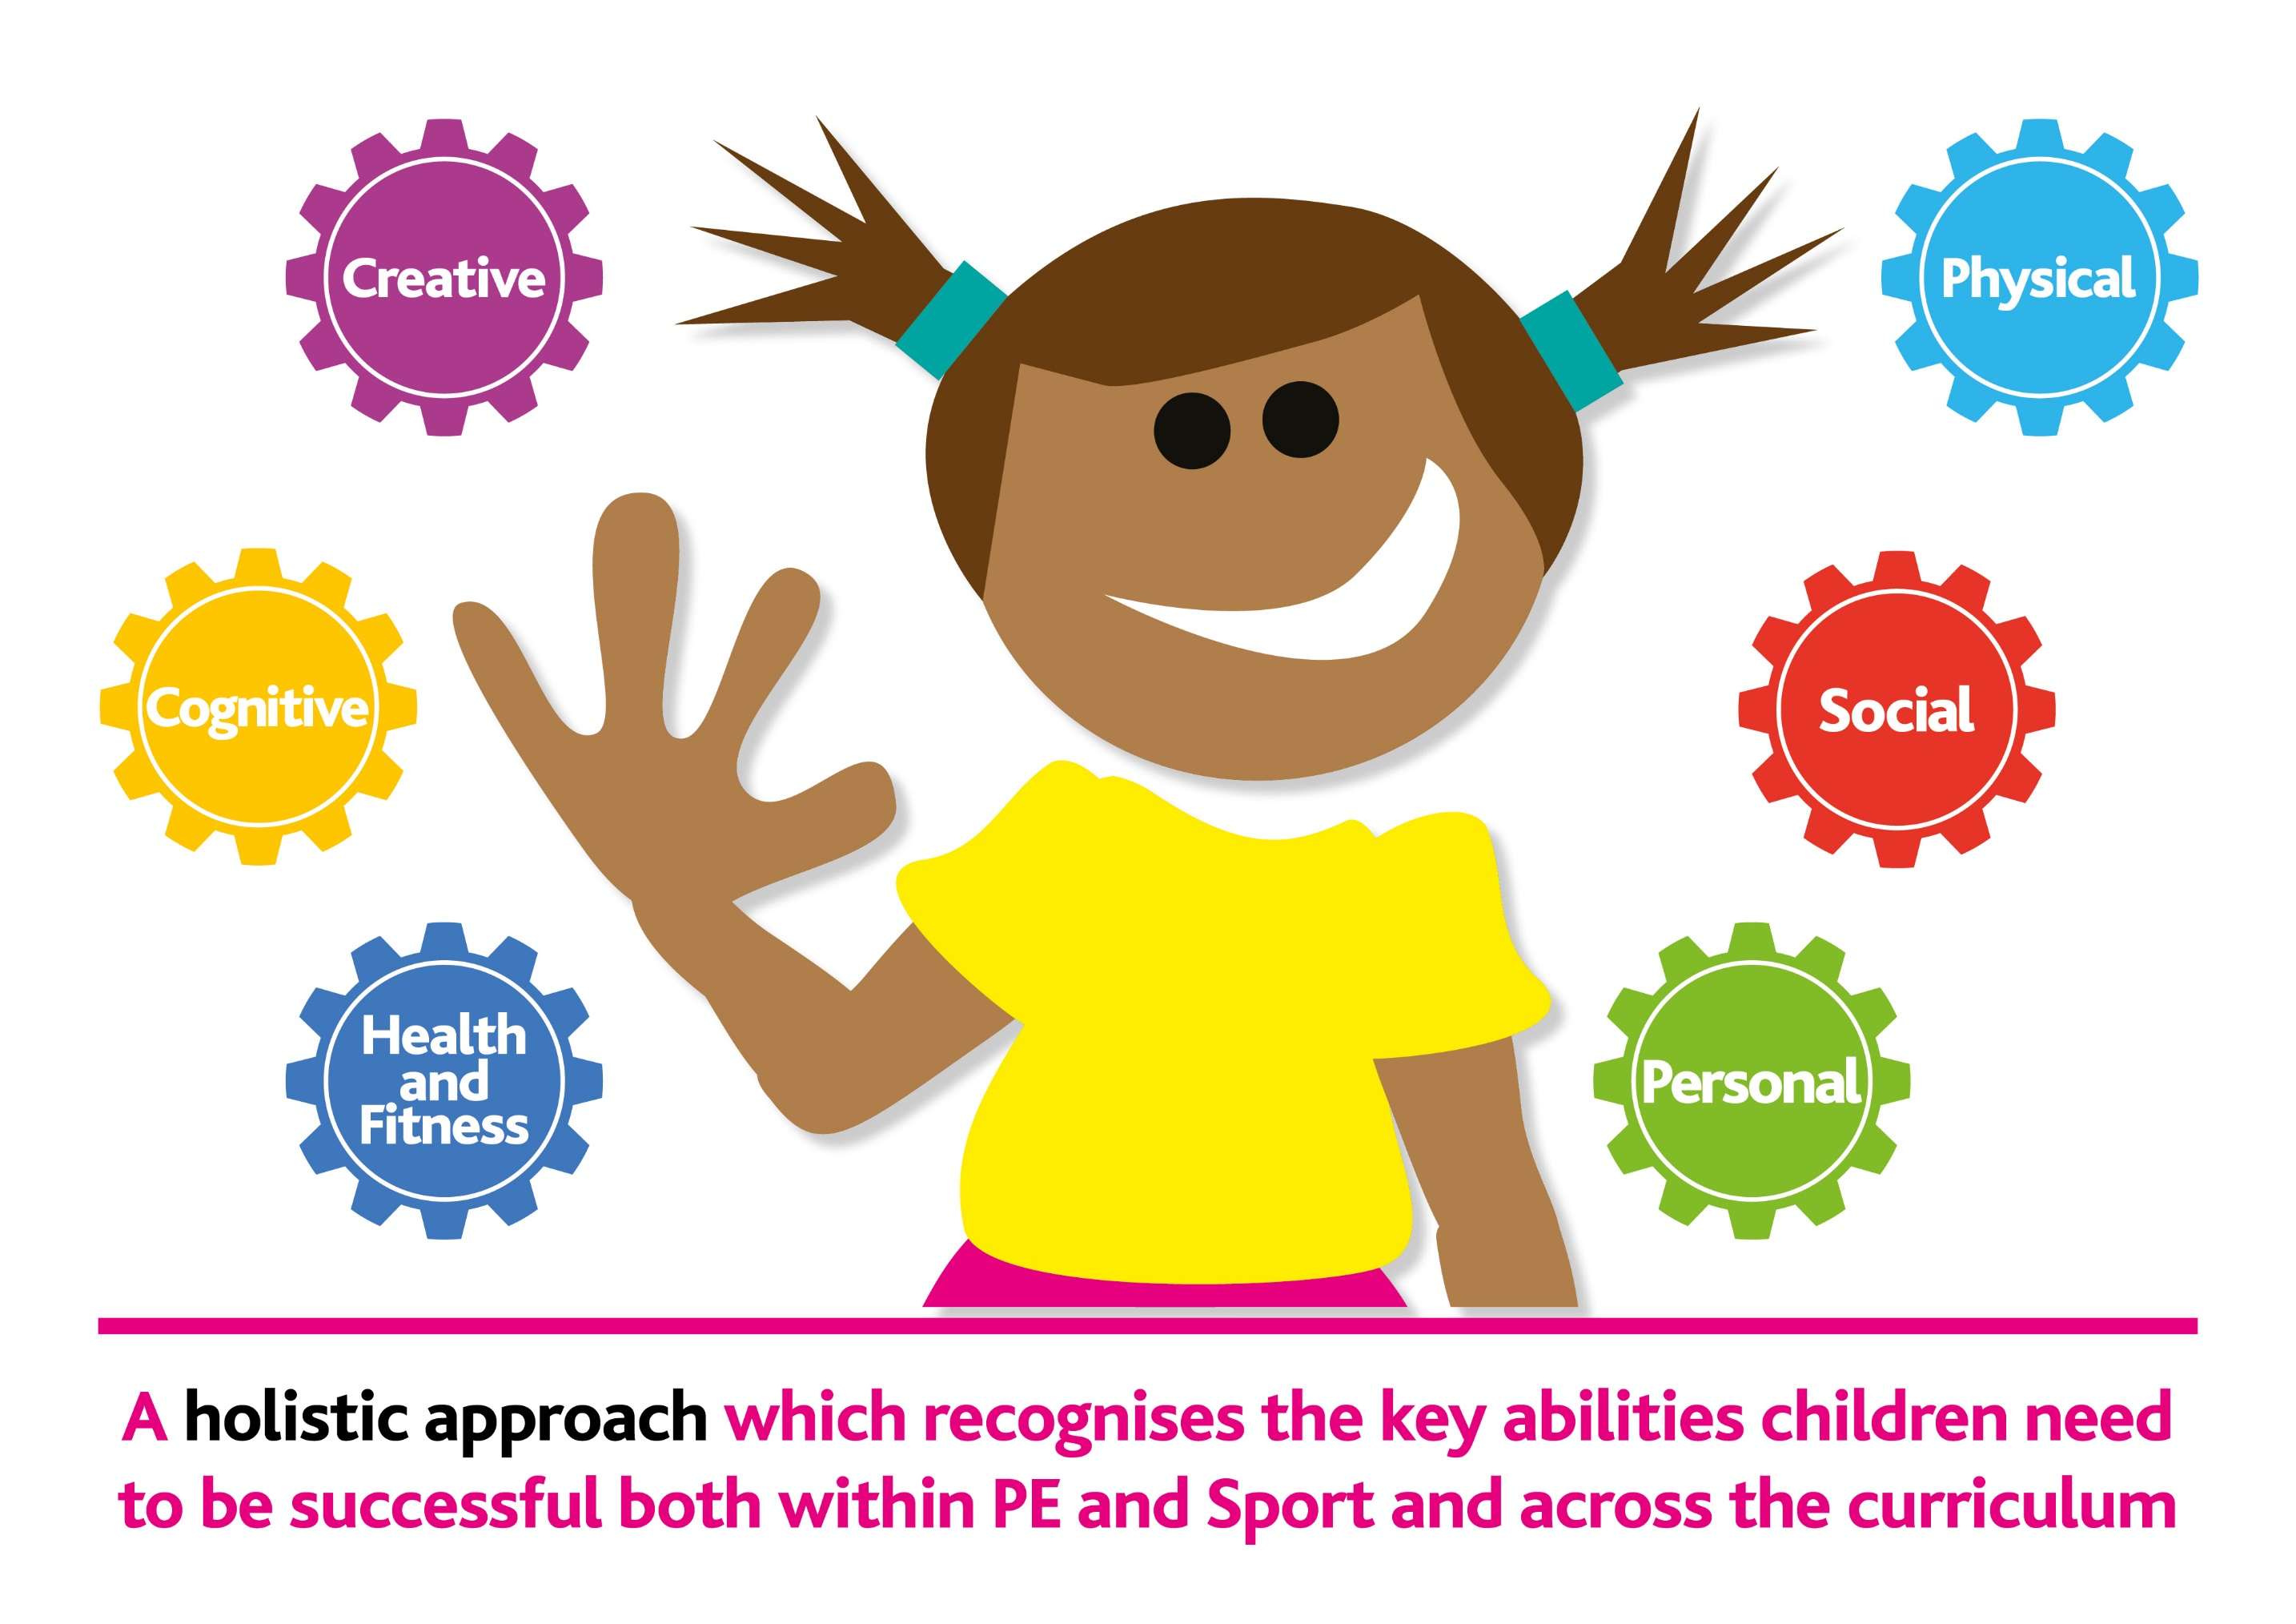 Creative
Physical
Cognitive
Social
Health
and
Fitness
Personal
A holistic approach which recognises the key abilities children need
to be successful both within PE and Sport and across the curriculum